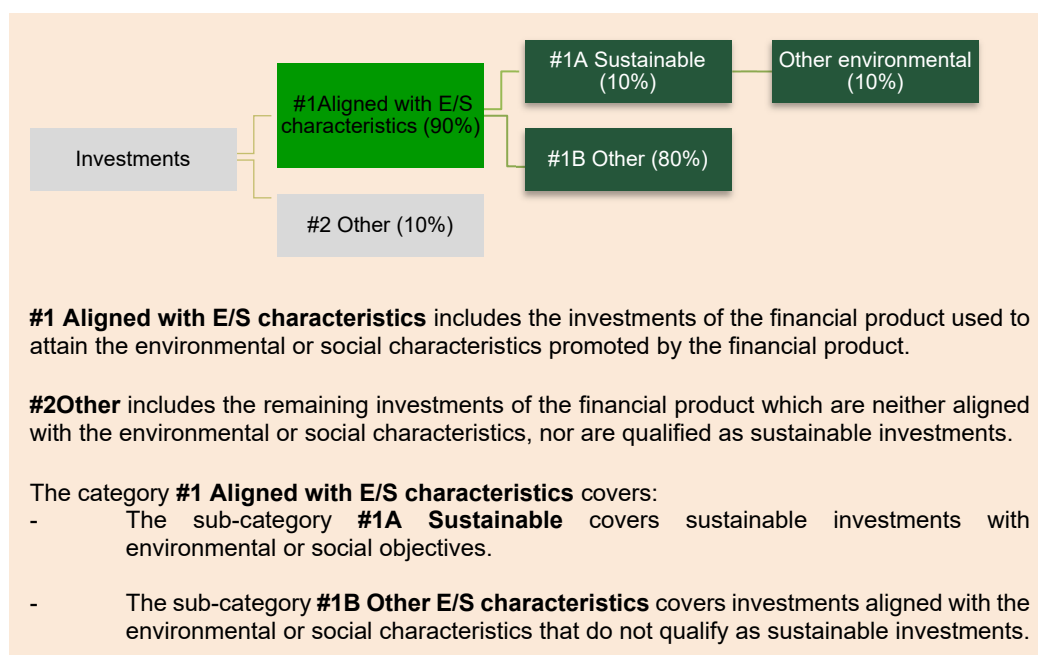 #1A Sustainable
(10%)
Other environmental
(10%)
#1Aligned with E/S
characteristics (90%)
Investments
#1B Other (80%)
#2 Other (10%)
#1 Aligned with E/S characteristics includes the investments of the financial product used to
attain the environmental or social characteristics promoted by the financial product.
#2Other includes the remaining investments of the financial product which are neither aligned
with the environmental or social characteristics, nor are qualified as sustainable investments.
The category #1 Aligned with E/S characteristics covers:
- The sub-category #1A Sustainable covers sustainable investments with
environmental or social objectives.
- The sub-category #1B Other E/S characteristics covers investments aligned with the
environmental or social characteristics that do not qualify as sustainable investments.